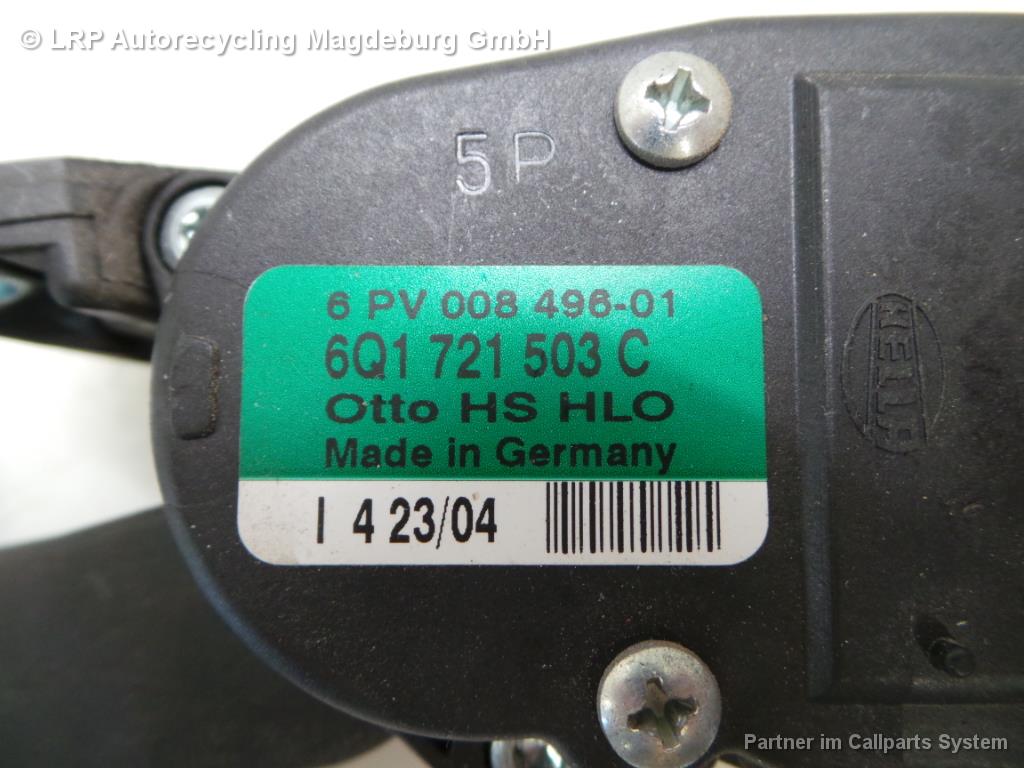 © LRP Autorecycling Magdeburg GmbH
5P
6 PV 008 496-01
6Q1 721 503 C
Otto HS HLO
Made in Germany
I 4 23/04
HELLA
Partner im Callparts System